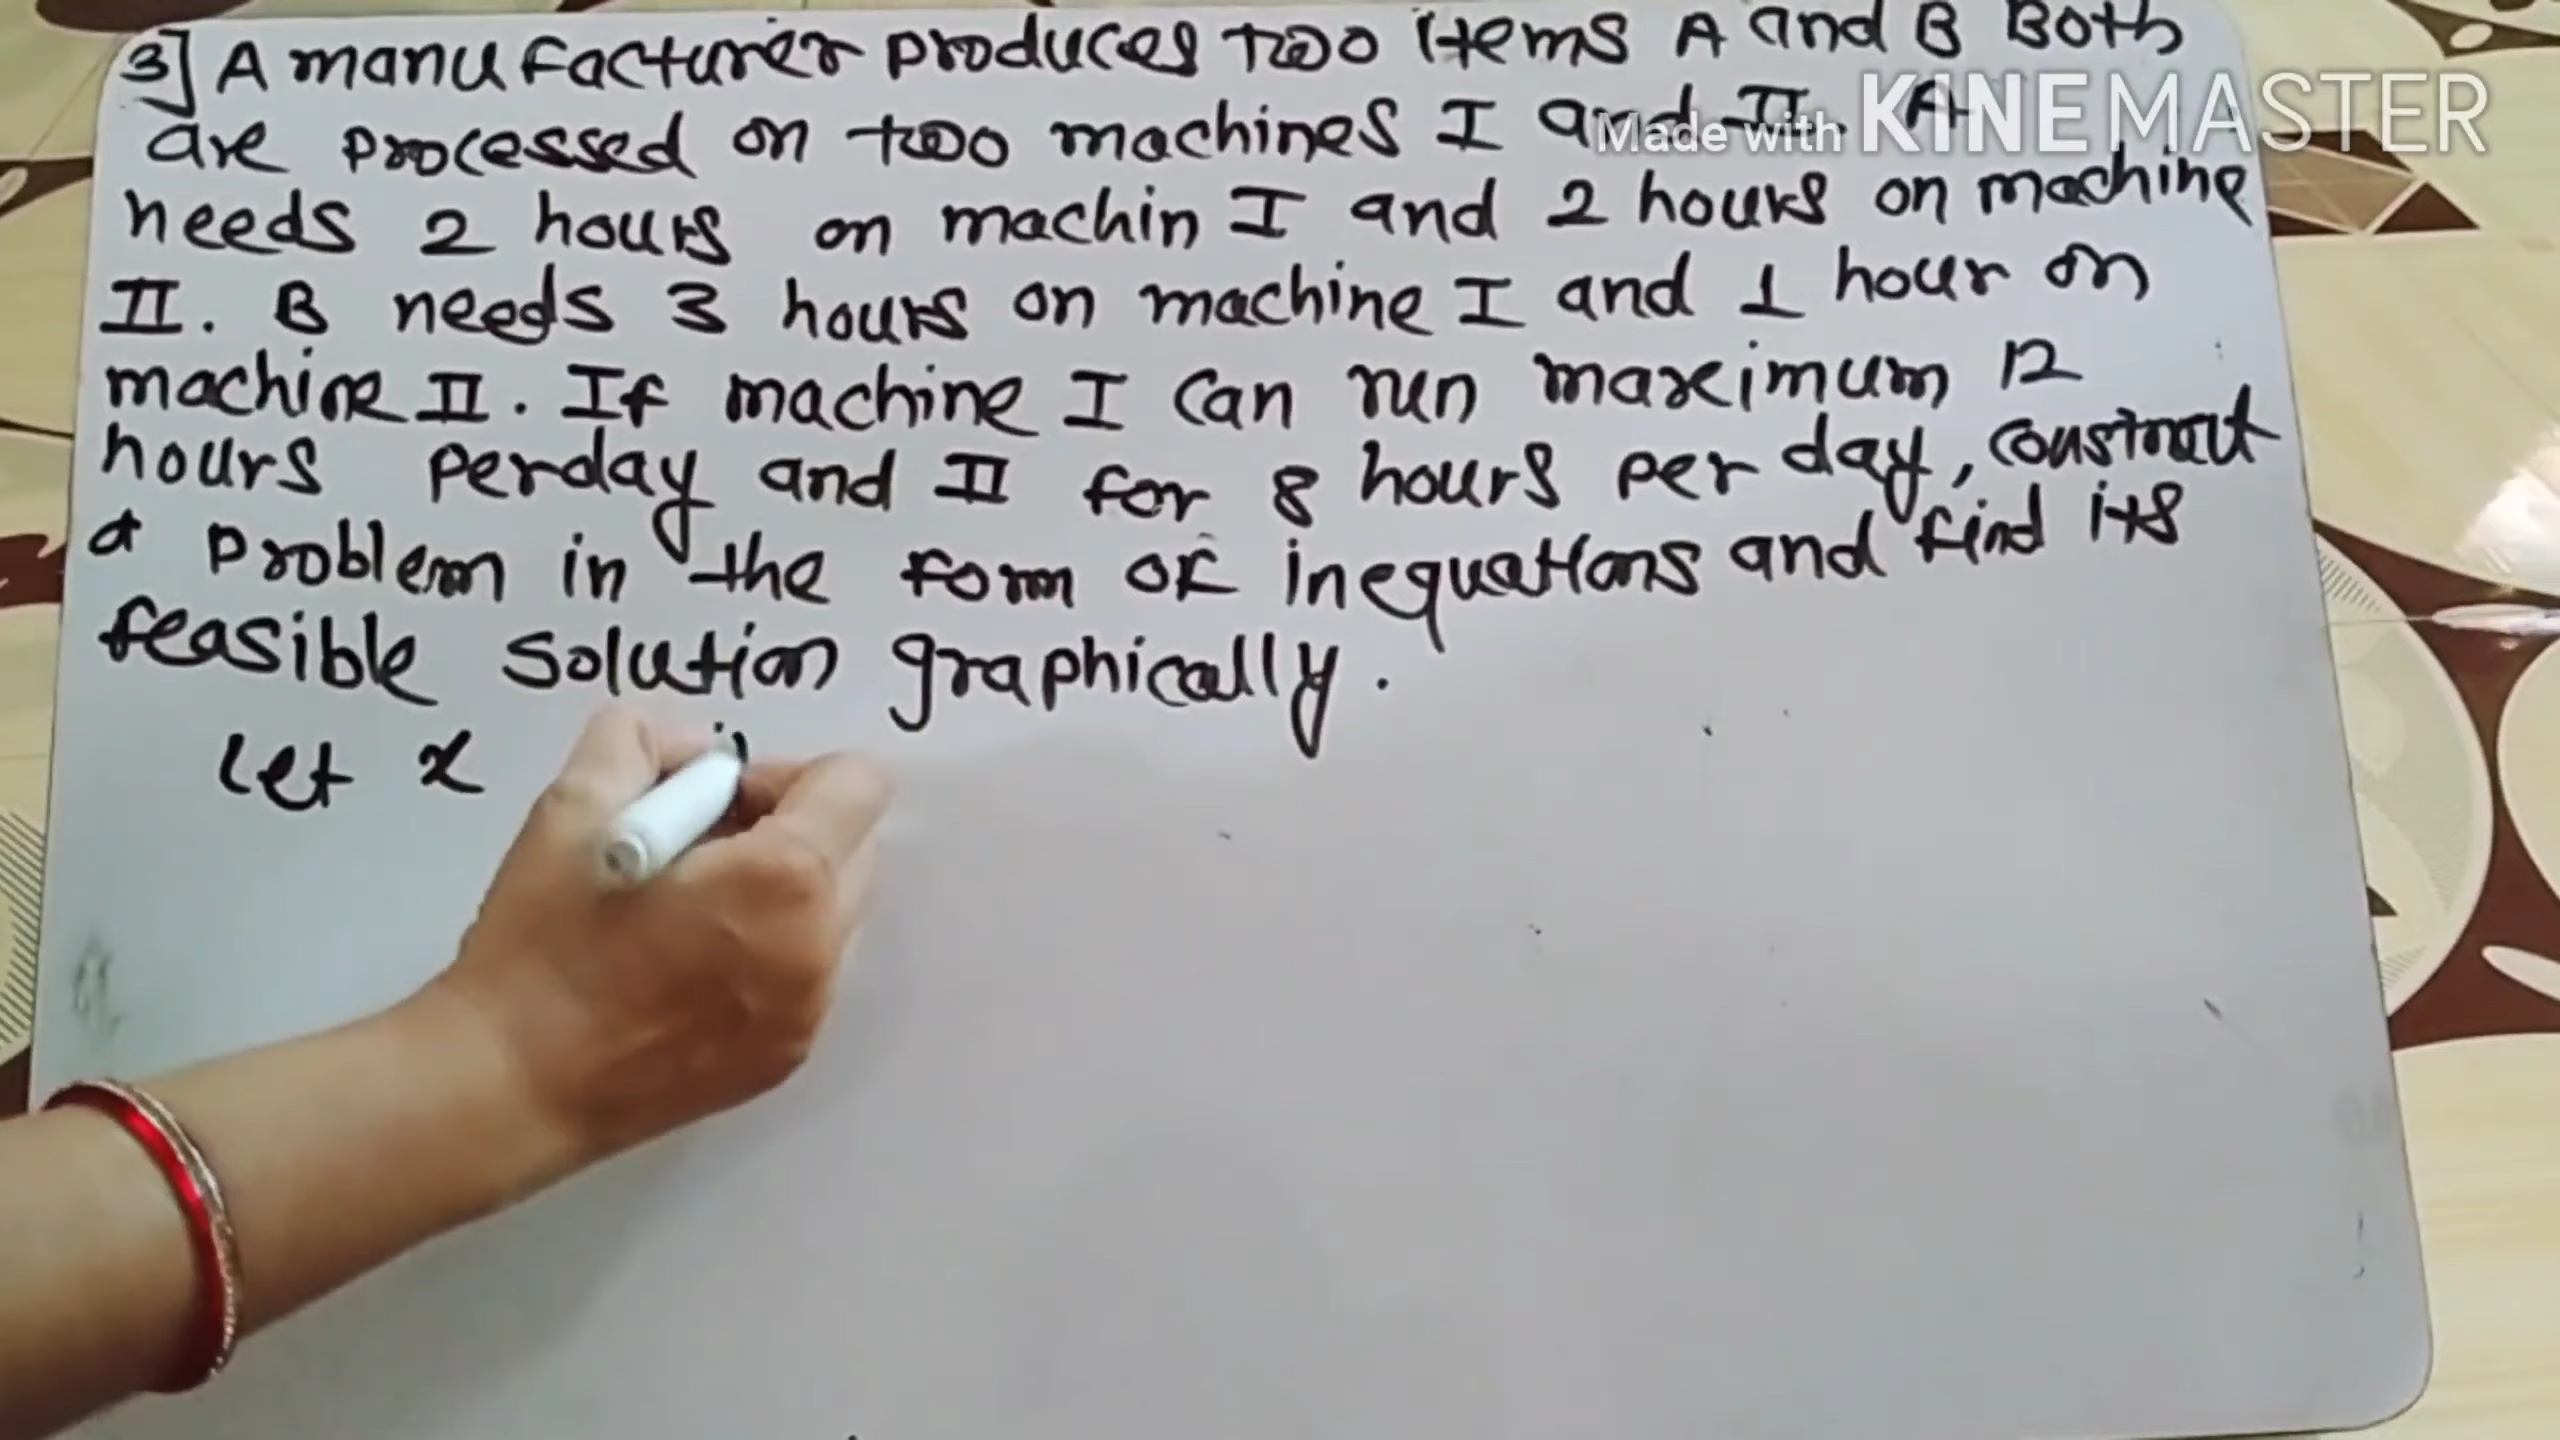 3] A manufacturer produces two items A and B Both
are processed on two machines I and II. A
needs 2 hours on machin I and 2 hours on machine
II. B needs 3 hours on machine I and 1 hour on
machine II. If machine I can run maximum 12
hours perday and II for 8 hours per day, construct
a problem in the form of inequations and find its
feasible solution graphically.
Let x
Made with KINEMASTER